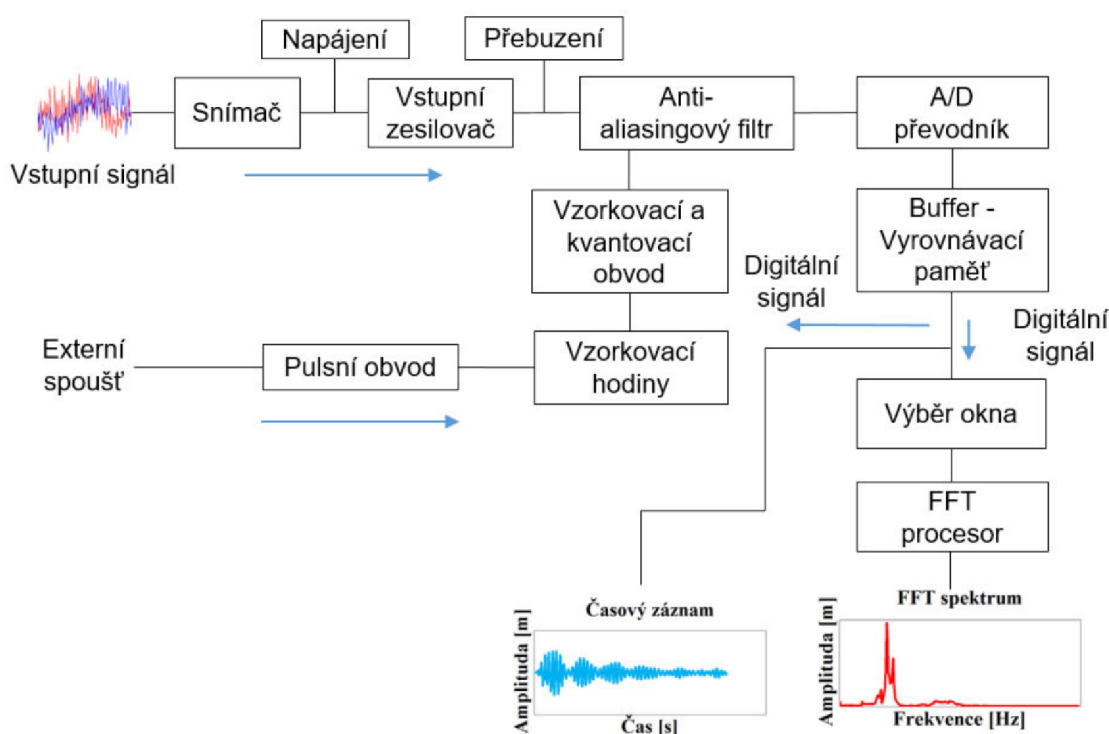 Napájení
Přebuzení
Snímač
Vstupní
zesilovač
Anti-
aliasingový filtr
A/D
převodník
Vstupní signál
Vzorkovací a
kvantovací
obvod
Buffer -
Vyrovnávací
paměť
Digitální
signál
Digitální
signál
Externí
spoušť
Pulsní obvod
Vzorkovací
hodiny
Výběr okna
FFT
procesor
Časový záznam
Amplituda [m]
Čas [s]
FFT spektrum
Amplituda [m]
Frekvence [Hz]